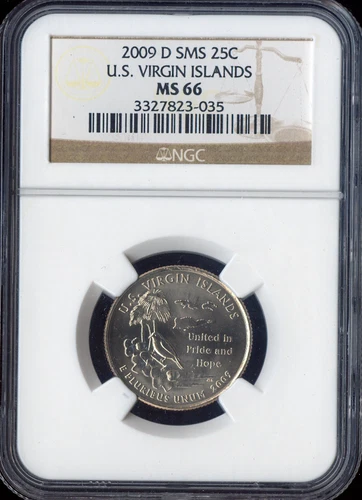 2009 D SMS 25C
U.S. VIRGIN ISLANDS
MS 66
3327823-035
NGC
U.S. VIRGIN ISLANDS
United in
Pride and
Hope
E PLURIBUS UNUM 2009